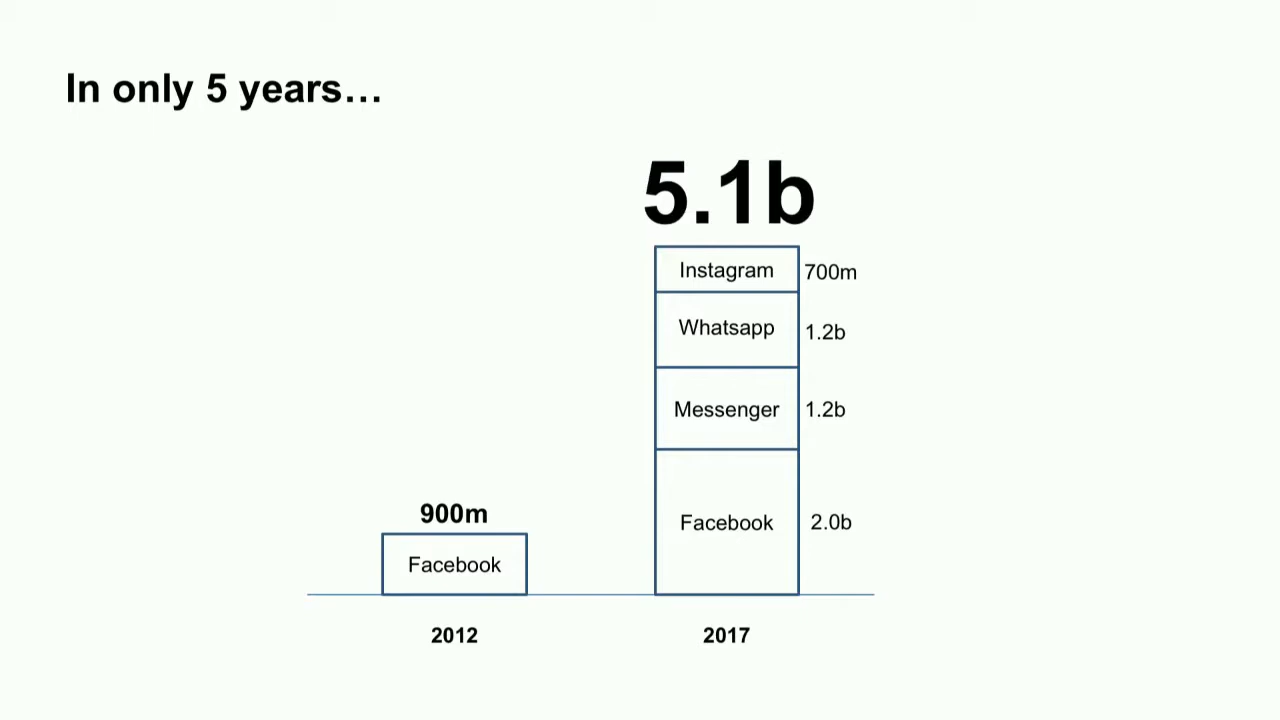 In only 5 years…
5.1b
Instagram 700m
Whatsapp 1.2b
Messenger 1.2b
900m
Facebook 2.0b
Facebook
2012 2017